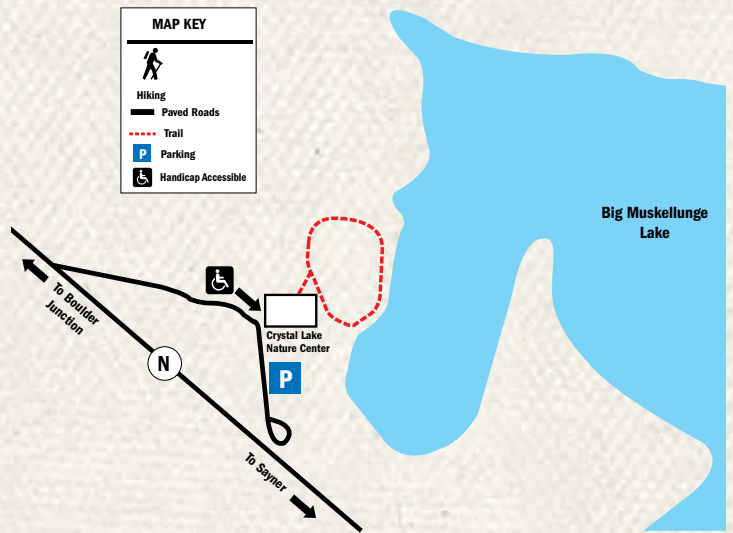 MAP KEY
Hiking
Paved Roads
Trail
P
Parking
Handicap Accessible
Big Muskellunge
Lake
To Boulder
Junction
Crystal Lake
Nature Center
N
P
To Sayner